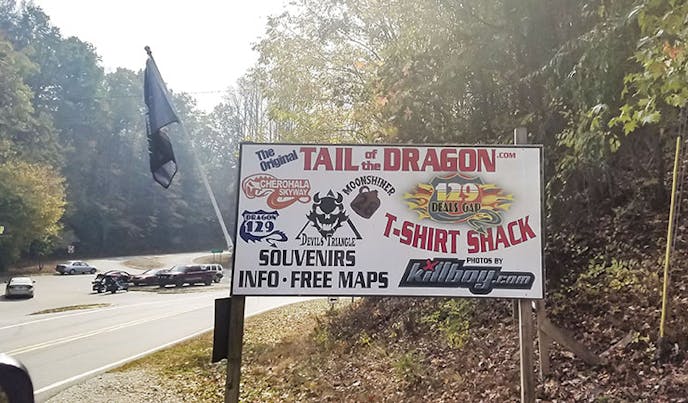 The Original TAIL of the DRAGON.COM
CHEROHALA SKYWAY
MOONSHINER
129
DEALS GAP
DRAGON 129
DEVILS TRIANGLE
T-SHIRT SHACK
SOUVENIRS
INFO · FREE MAPS
PHOTOS BY
killboy.com